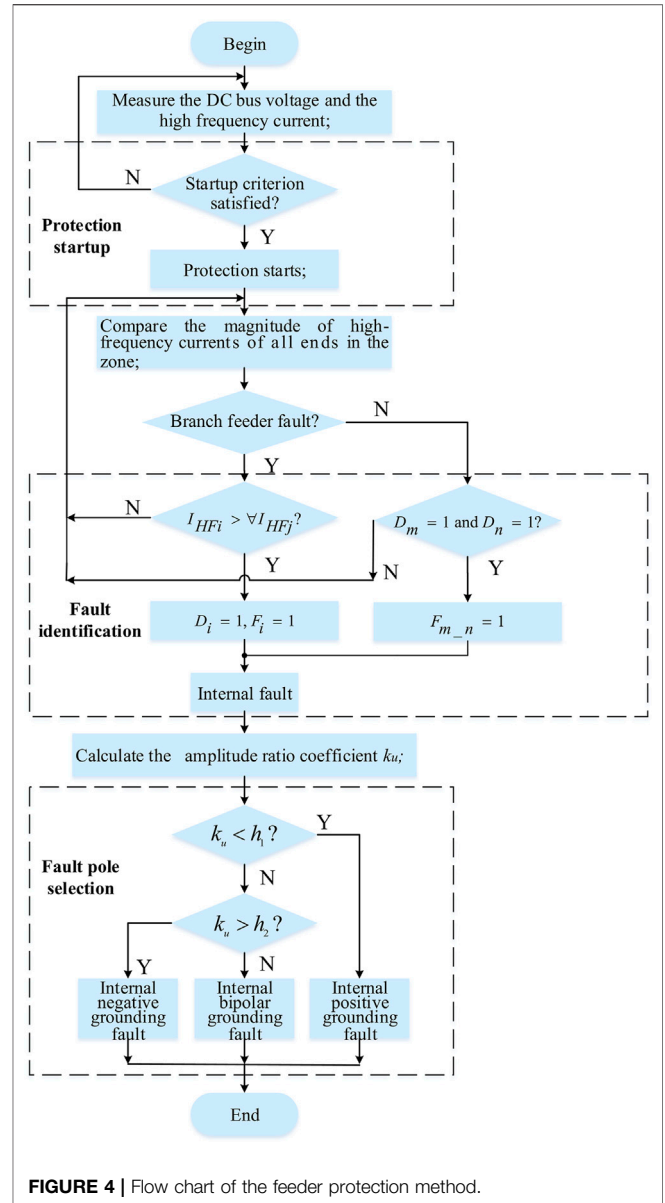 Begin
Measure the DC bus voltage and the
high frequency current;
N
Startup criterion
satisfied?
Protection
startup
Y
Protection starts;
Compare the magnitude of high-
frequency currents of all ends in the
zone;
Branch feeder fault?
N
Y
N
I_HFi > ∀I_HFj?
D_m = 1 and D_n = 1?
Y
N
Y
Fault
identification
D_i = 1, F_i = 1
F_m_n = 1
Internal fault
Calculate the amplitude ratio coefficient k_u;
k_u < h_1?
Y
Fault pole
selection
N
k_u > h_2?
Y
N
Internal
negative
grounding
fault
Internal
bipolar
grounding
fault
Internal
positive
grounding
fault
End
FIGURE 4 | Flow chart of the feeder protection method.